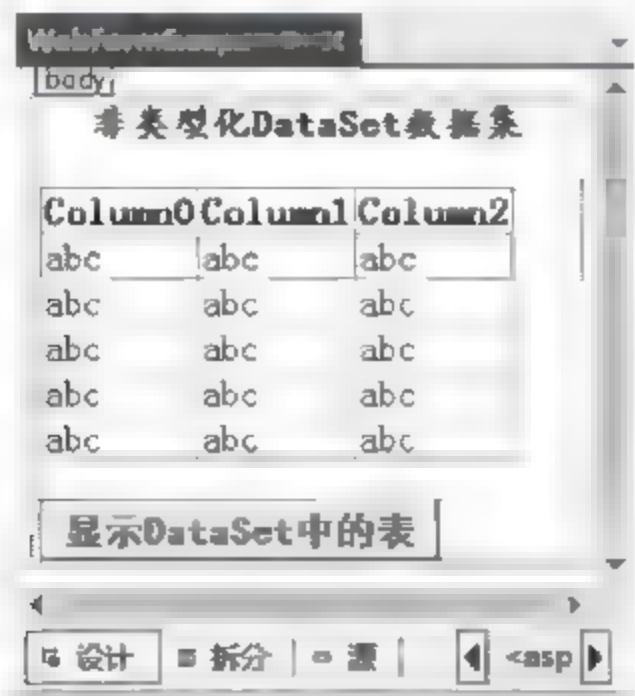 body
非类型化DataSet数据集
Column0 Column1 Column2
abc abc abc
abc abc abc
abc abc abc
abc abc abc
abc abc abc
显示DataSet中的表
设计 拆分 源 <asp